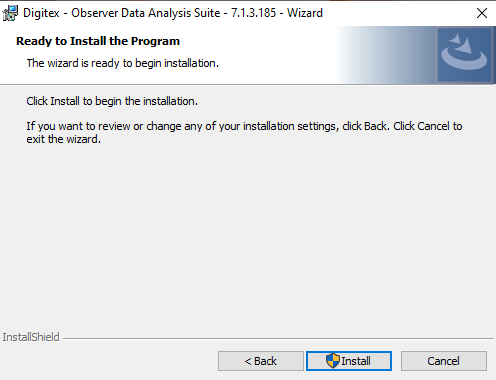 Digitex - Observer Data Analysis Suite - 7.1.3.185 - Wizard
Ready to Install the Program
The wizard is ready to begin installation.
Click Install to begin the installation.
If you want to review or change any of your installation settings, click Back. Click Cancel to
exit the wizard.
InstallShield
< Back
Install
Cancel